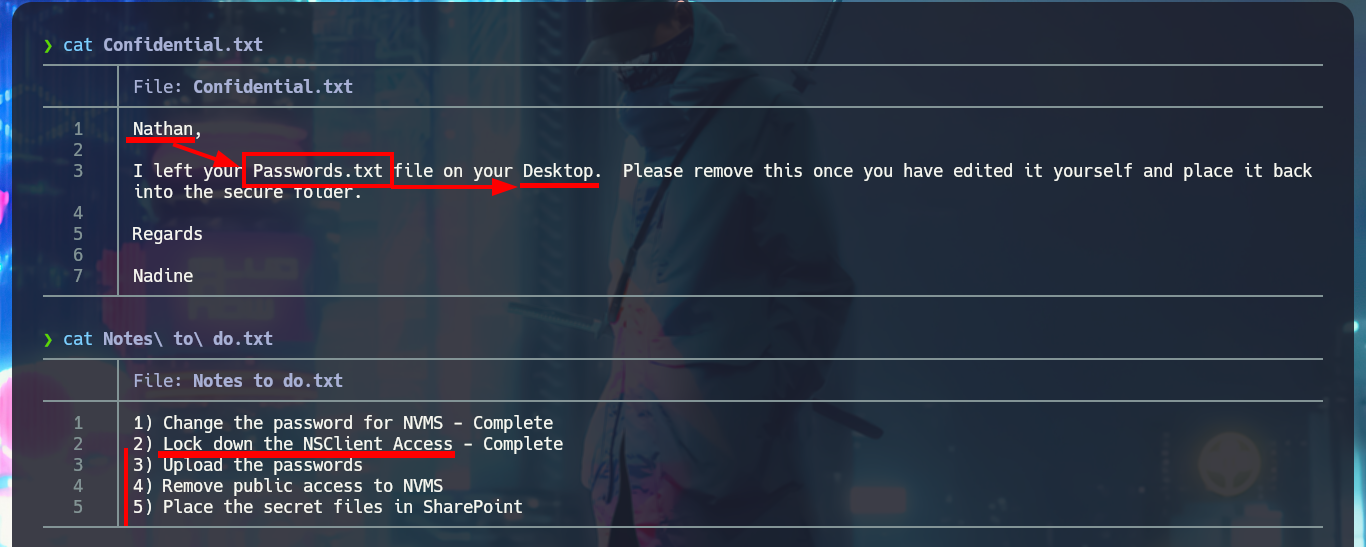 ❯ cat Confidential.txt
File: Confidential.txt
1 Nathan,
2
3 I left your Passwords.txt file on your Desktop.  Please remove this once you have edited it yourself and place it back
into the secure folder.
4
5 Regards
6
7 Nadine
❯ cat Notes\ to\ do.txt
File: Notes to do.txt
1 1) Change the password for NVMS - Complete
2 2) Lock down the NSClient Access - Complete
3 3) Upload the passwords
4 4) Remove public access to NVMS
5 5) Place the secret files in SharePoint